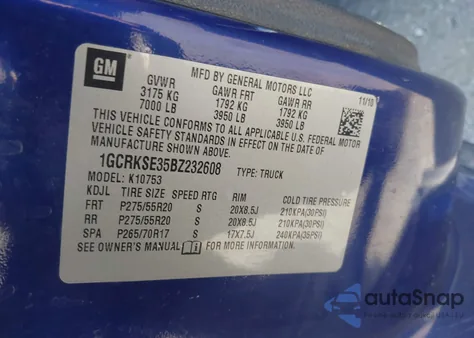 GM
MFD BY GENERAL MOTORS LLC
11/10
GVWR GAWR FRT GAWR RR
3175 KG 1792 KG 1792 KG
7000 LB 3950 LB 3950 LB
THIS VEHICLE CONFORMS TO ALL APPLICABLE U.S. FEDERAL MOTOR
VEHICLE SAFETY STANDARDS IN EFFECT ON THE DATE OF
MANUFACTURE SHOWN ABOVE.
1GCRKSE35BZ232608 TYPE: TRUCK
MODEL: K10753
KDJL TIRE SIZE SPEED RTG RIM COLD TIRE PRESSURE
FRT P275/55R20 S 20X8.5J 210KPA(30PSI)
RR P275/55R20 S 20X8.5J 210KPA(30PSI)
SPA P265/70R17 S 17X7.5J 240KPA(35PSI)
SEE OWNER'S MANUAL FOR MORE INFORMATION.
autoSnap